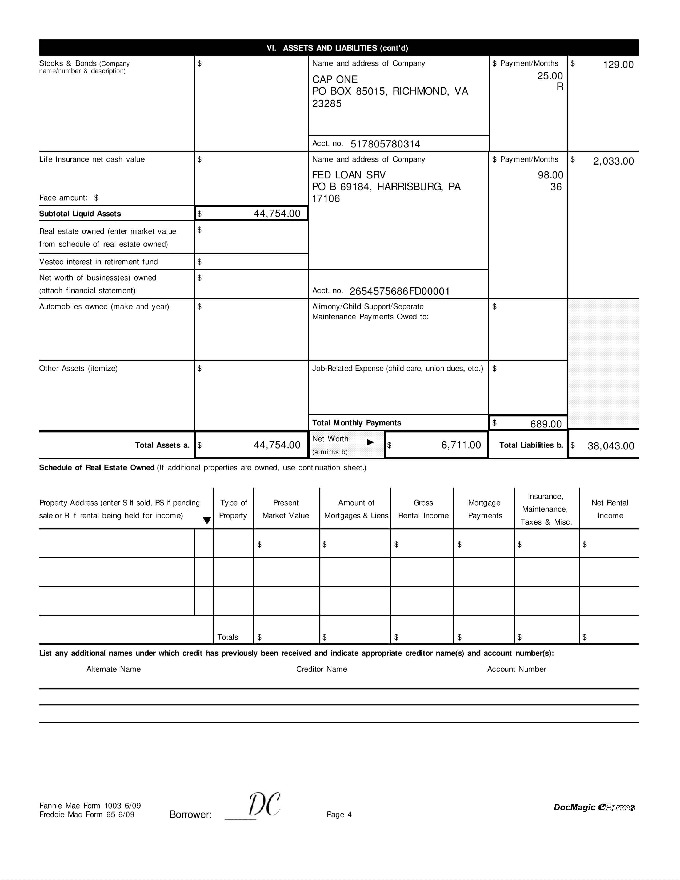 VI. ASSETS AND LIABILITIES (cont'd)
Stocks & Bonds (Company
name/number & description)
$
Name and address of Company
$ Payment/Months
$ 129.00
CAP ONE
PO BOX 85015, RICHMOND, VA
23285
25.00
R
Acct. no. 517805780314
Life Insurance net cash value
$
Name and address of Company
$ Payment/Months
$ 2,033.00
FED LOAN SRV
PO B 69184, HARRISBURG, PA
17106
98.00
36
Face amount: $
Subtotal Liquid Assets
$ 44,754.00
Real estate owned (enter market value
from schedule of real estate owned)
$
Vested interest in retirement fund
$
Net worth of business(es) owned
(attach financial statement)
$
Acct. no. 2654575686FD00001
Automobiles owned (make and year)
$
Alimony/Child Support/Separate
Maintenance Payments Owed to:
$
Other Assets (itemize)
$
Job-Related Expense (child care, union dues, etc.)
$
Total Monthly Payments
$ 689.00
Total Assets a.
$ 44,754.00
Net Worth
(a minus b)
$ 6,711.00
Total Liabilities b.
$ 38,043.00
Schedule of Real Estate Owned (If additional properties are owned, use continuation sheet.)
Property Address (enter S if sold, PS if pending
sale or R if rental being held for income)
Type of
Property
Present
Market Value
Amount of
Mortgages & Liens
Gross
Rental Income
Mortgage
Payments
Insurance,
Maintenance,
Taxes & Misc.
Net Rental
Income
$ $ $ $ $ $
Totals $ $ $ $ $ $
List any additional names under which credit has previously been received and indicate appropriate creditor name(s) and account number(s):
Alternate Name Creditor Name Account Number
Fannie Mae Form 1003 6/09
Freddie Mac Form 65 6/09
Borrower: DC
Page 4
DocMagic